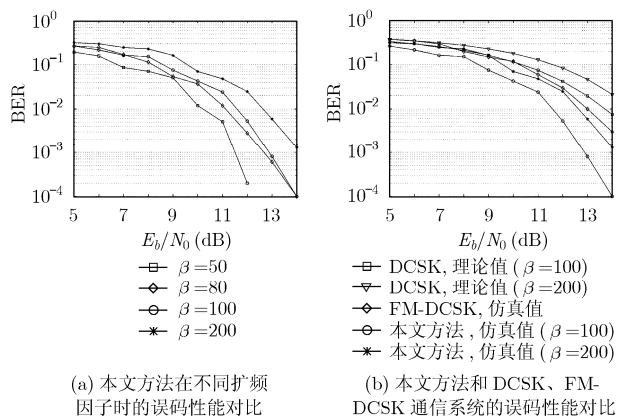 10^0
10^-1
10^-2
10^-3
10^-4
BER
5 7 9 11 13
E_b/N_0 (dB)
β=50
β=80
β=100
β=200
(a) 本文方法在不同扩频
因子时的误码性能对比
10^0
10^-1
10^-2
10^-3
10^-4
BER
5 7 9 11 13
E_b/N_0 (dB)
DCSK, 理论值 ( β=100)
DCSK, 理论值 ( β=200)
FM-DCSK, 仿真值
本文方法 , 仿真值 ( β=100)
本文方法 , 仿真值 ( β=200)
(b) 本文方法和 DCSK、FM-
DCSK 通信系统的误码性能对比